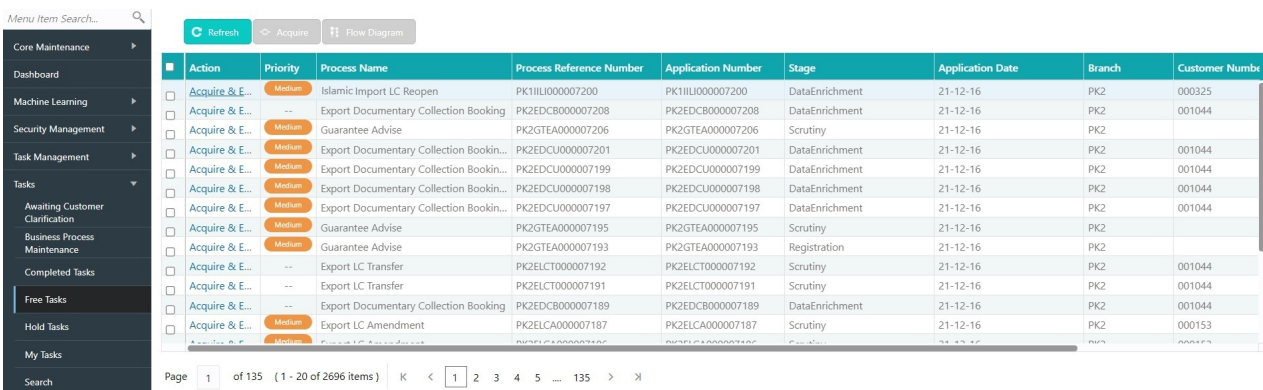 Menu Item Search...
Refresh Acquire Flow Diagram
Core Maintenance
Dashboard
Machine Learning
Security Management
Task Management
Tasks
Awaiting Customer
Clarification
Business Process
Maintenance
Completed Tasks
Free Tasks
Hold Tasks
My Tasks
Search
Action Priority Process Name Process Reference Number Application Number Stage Application Date Branch Customer Numbe
Acquire & E... Medium Islamic Import LC Reopen PK1IILI000007200 PK1IILI000007200 DataEnrichment 21-12-16 PK2 000325
Acquire & E... -- Export Documentary Collection Booking PK2EDCB000007208 PK2EDCB000007208 DataEnrichment 21-12-16 PK2 001044
Acquire & E... Medium Guarantee Advise PK2GTEA000007206 PK2GTEA000007206 Scrutiny 21-12-16 PK2
Acquire & E... Medium Export Documentary Collection Bookin... PK2EDCU000007201 PK2EDCU000007201 DataEnrichment 21-12-16 PK2 001044
Acquire & E... Medium Export Documentary Collection Bookin... PK2EDCU000007199 PK2EDCU000007199 DataEnrichment 21-12-16 PK2 001044
Acquire & E... Medium Export Documentary Collection Bookin... PK2EDCU000007198 PK2EDCU000007198 DataEnrichment 21-12-16 PK2 001044
Acquire & E... Medium Export Documentary Collection Bookin... PK2EDCU000007197 PK2EDCU000007197 DataEnrichment 21-12-16 PK2 001044
Acquire & E... Medium Guarantee Advise PK2GTEA000007195 PK2GTEA000007195 Scrutiny 21-12-16 PK2
Acquire & E... Medium Guarantee Advise PK2GTEA000007193 PK2GTEA000007193 Registration 21-12-16 PK2
Acquire & E... -- Export LC Transfer PK2ELCT000007192 PK2ELCT000007192 Scrutiny 21-12-16 PK2 001044
Acquire & E... -- Export LC Transfer PK2ELCT000007191 PK2ELCT000007191 Scrutiny 21-12-16 PK2 001044
Acquire & E... -- Export Documentary Collection Booking PK2EDCB000007189 PK2EDCB000007189 DataEnrichment 21-12-16 PK2 001044
Acquire & E... Medium Export LC Amendment PK2ELCA000007187 PK2ELCA000007187 Scrutiny 21-12-16 PK2 000153
Page 1 of 135 (1 - 20 of 2696 items) K < 1 2 3 4 5 ... 135 > >|